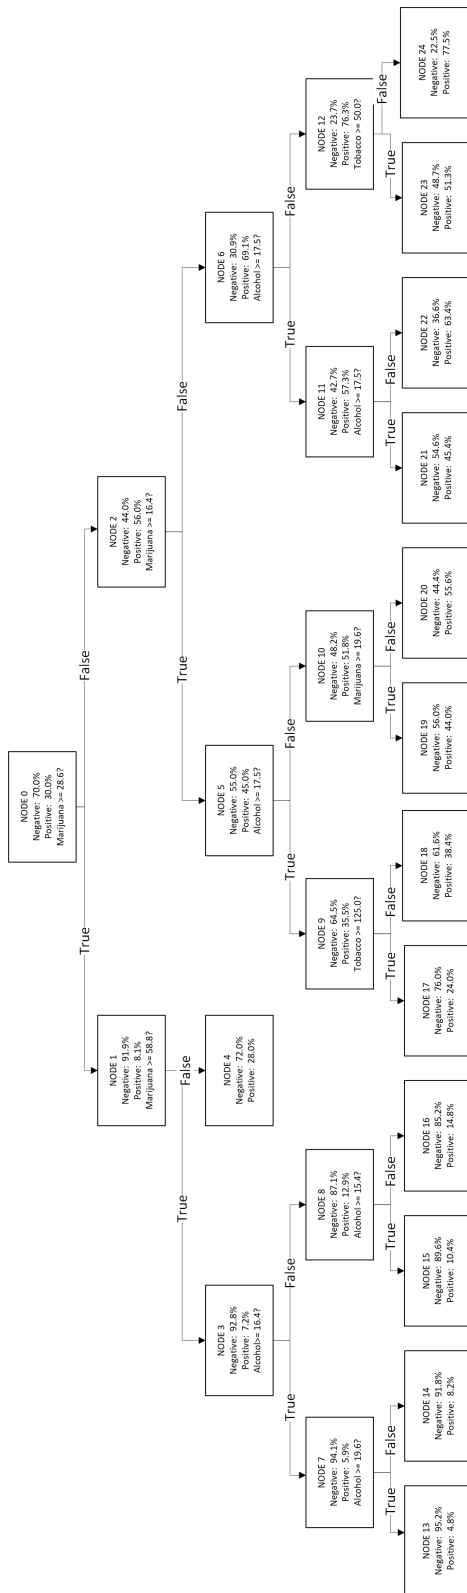 NODE 0
Negative: 70.0%
Positive: 30.0%
Marijuana >= 28.6?
True
False
NODE 1
Negative: 91.9%
Positive: 8.1%
Marijuana >= 58.8?
NODE 2
Negative: 44.0%
Positive: 56.0%
Marijuana >= 16.4?
True
False
True
False
NODE 3
Negative: 92.8%
Positive: 7.2%
Alcohol>= 16.4?
NODE 4
Negative: 72.0%
Positive: 28.0%
NODE 5
Negative: 55.0%
Positive: 45.0%
Alcohol >= 17.5?
NODE 6
Negative: 30.9%
Positive: 69.1%
Alcohol >= 17.5?
True
False
True
False
True
False
NODE 7
Negative: 94.1%
Positive: 5.9%
Alcohol >= 19.6?
NODE 8
Negative: 87.1%
Positive: 12.9%
Alcohol >= 15.4?
NODE 9
Negative: 64.5%
Positive: 35.5%
Tobacco >= 125.0?
NODE 10
Negative: 48.2%
Positive: 51.8%
Marijuana >= 19.6?
NODE 11
Negative: 42.7%
Positive: 57.3%
Alcohol >= 17.5?
NODE 12
Negative: 23.7%
Positive: 76.3%
Tobacco >= 50.0?
True
False
True
False
True
False
True
False
True
False
True
False
NODE 13
Negative: 95.2%
Positive: 4.8%
NODE 14
Negative: 91.8%
Positive: 8.2%
NODE 15
Negative: 89.6%
Positive: 10.4%
NODE 16
Negative: 85.2%
Positive: 14.8%
NODE 17
Negative: 76.0%
Positive: 24.0%
NODE 18
Negative: 61.6%
Positive: 38.4%
NODE 19
Negative: 56.0%
Positive: 44.0%
NODE 20
Negative: 44.4%
Positive: 55.6%
NODE 21
Negative: 54.6%
Positive: 45.4%
NODE 22
Negative: 36.6%
Positive: 63.4%
NODE 23
Negative: 48.7%
Positive: 51.3%
NODE 24
Negative: 22.5%
Positive: 77.5%